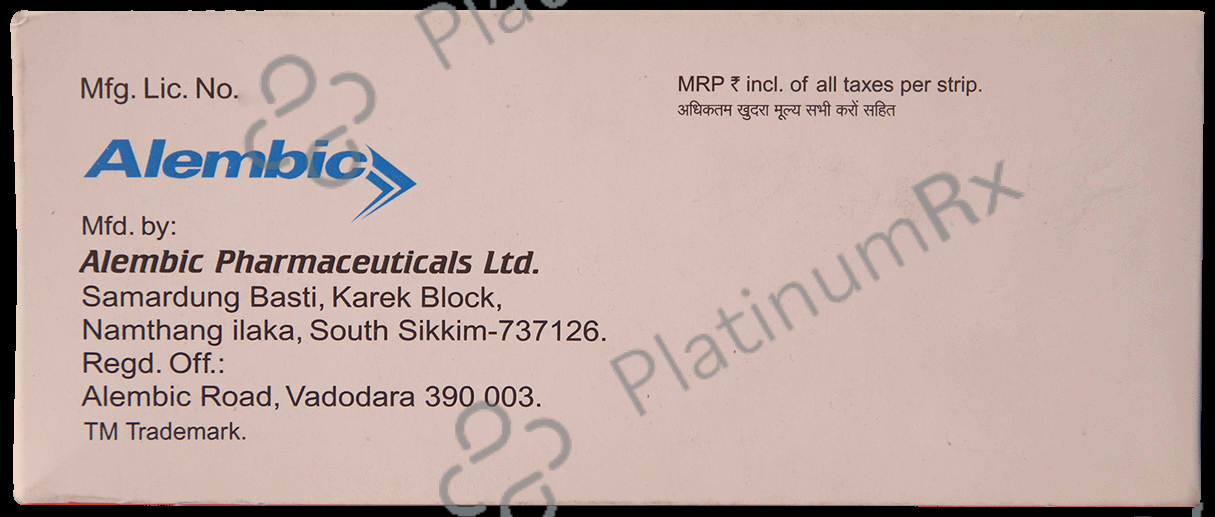 Mfg. Lic. No.
Alembic
Mfd. by:
Alembic Pharmaceuticals Ltd.
Samardung Basti, Karek Block,
Namthang ilaka, South Sikkim-737126.
Regd. Off.:
Alembic Road, Vadodara 390 003.
TM Trademark.
MRP ₹ incl. of all taxes per strip.
अधिकतम खुदरा मूल्य सभी करों सहित
PlatinumRx